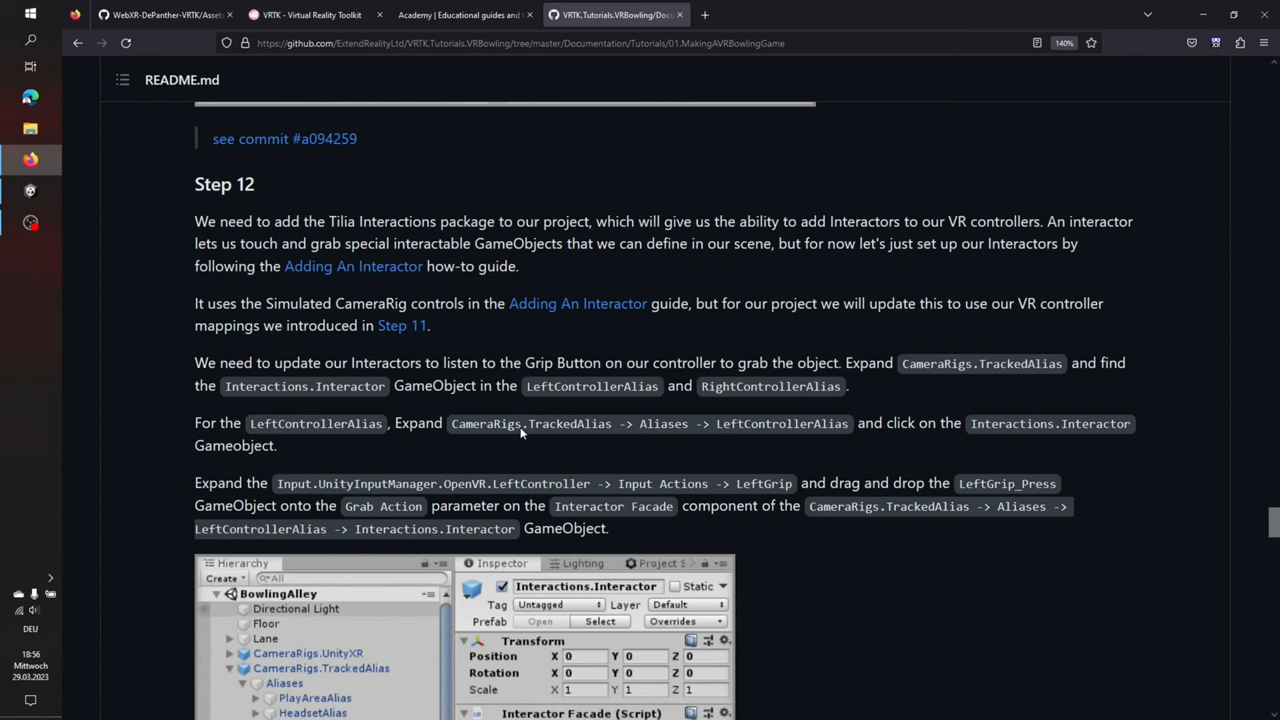 WebXR-DePanther-VRTK/Assets
VRTK - Virtual Reality Toolkit
Academy | Educational guides and t
VRTK.Tutorials.VRBowling/Docu
https://github.com/ExtendRealityLtd/VRTK.Tutorials.VRBowling/tree/master/Documentation/Tutorials/01.MakingAVRBowlingGame
140%
README.md
see commit #a094259
Step 12
We need to add the Tilia Interactions package to our project, which will give us the ability to add Interactors to our VR controllers. An interactor
lets us touch and grab special interactable GameObjects that we can define in our scene, but for now let's just set up our Interactors by
following the Adding An Interactor how-to guide.
It uses the Simulated CameraRig controls in the Adding An Interactor guide, but for our project we will update this to use our VR controller
mappings we introduced in Step 11.
We need to update our Interactors to listen to the Grip Button on our controller to grab the object. Expand CameraRigs.TrackedAlias and find
the Interactions.Interactor GameObject in the LeftControllerAlias and RightControllerAlias.
For the LeftControllerAlias, Expand CameraRigs.TrackedAlias -> Aliases -> LeftControllerAlias and click on the Interactions.Interactor
Gameobject.
Expand the Input.UnityInputManager.OpenVR.LeftController -> Input Actions -> LeftGrip and drag and drop the LeftGrip_Press
GameObject onto the Grab Action parameter on the Interactor Facade component of the CameraRigs.TrackedAlias -> Aliases ->
LeftControllerAlias -> Interactions.Interactor GameObject.
Hierarchy
Create
All
BowlingAlley
Directional Light
Floor
Lane
CameraRigs.UnityXR
CameraRigs.TrackedAlias
Aliases
PlayAreaAlias
HeadsetAlias
Inspector
Lighting
Project S
Interactions.Interactor
Static
Tag Untagged Layer Default
Prefab Open Select Overrides
Transform
Position X 0 Y 0 Z 0
Rotation X 0 Y 0 Z 0
Scale X 1 Y 1 Z 1
Interactor Facade (Script)
DEU
18:56
Mittwoch
29.03.2023